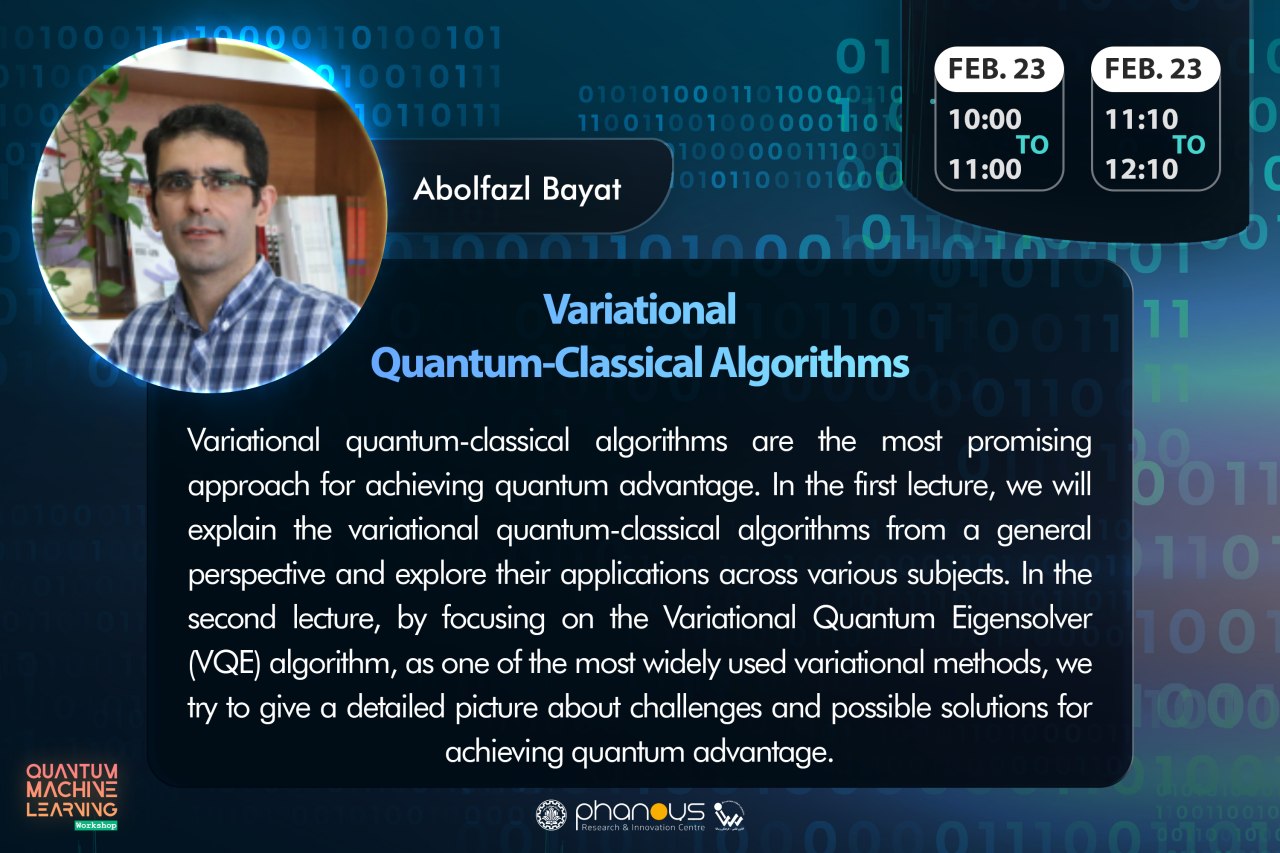 FEB. 23
10:00
TO
11:00
FEB. 23
11:10
TO
12:10
Abolfazl Bayat
Variational
Quantum-Classical Algorithms
Variational quantum-classical algorithms are the most promising
approach for achieving quantum advantage. In the first lecture, we will
explain the variational quantum-classical algorithms from a general
perspective and explore their applications across various subjects. In the
second lecture, by focusing on the Variational Quantum Eigensolver
(VQE) algorithm, as one of the most widely used variational methods, we
try to give a detailed picture about challenges and possible solutions for
achieving quantum advantage.
QUANTUM
MACHINE
LEARNING
Workshop
phanous
Research & Innovation Centre